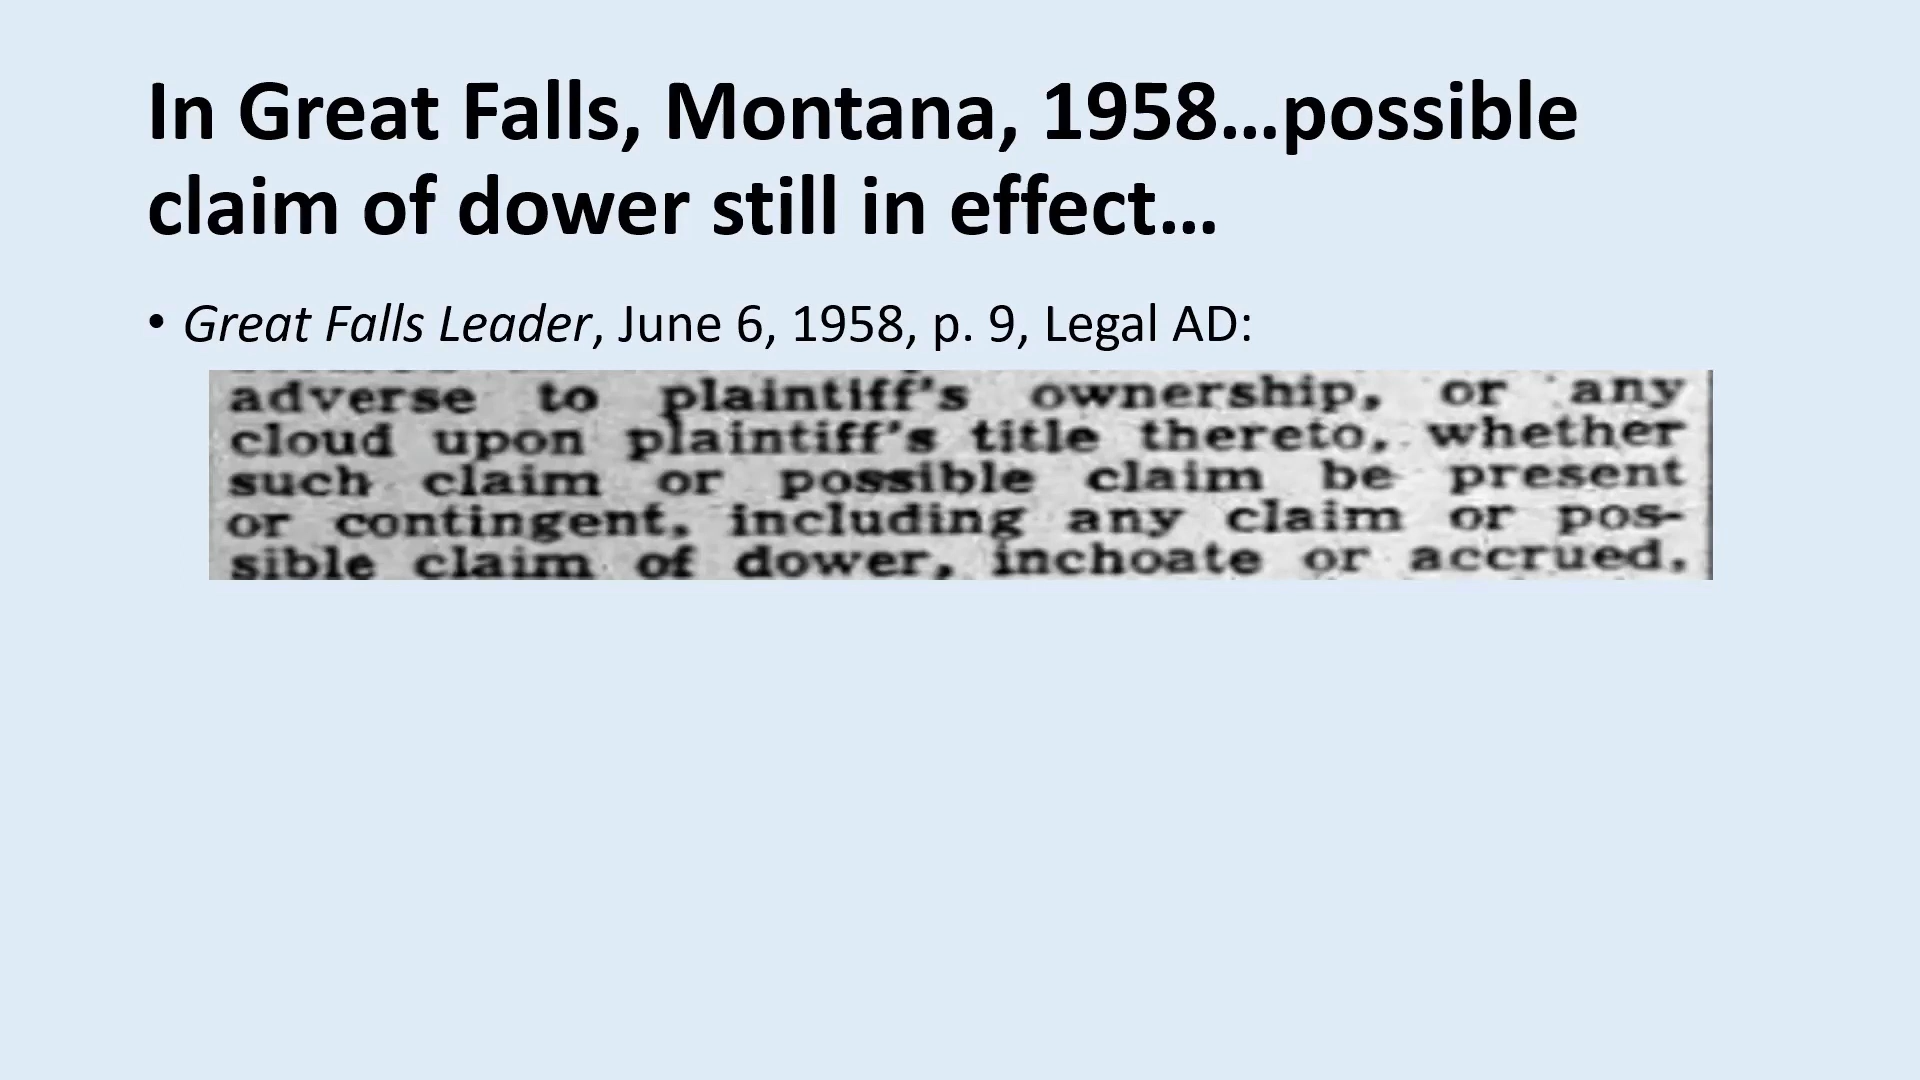 In Great Falls, Montana, 1958…possible
claim of dower still in effect…
• Great Falls Leader, June 6, 1958, p. 9, Legal AD:
adverse to plaintiff's ownership, or any
cloud upon plaintiff's title thereto, whether
such claim or possible claim be present
or contingent, including any claim or pos-
sible claim of dower, inchoate or accrued.